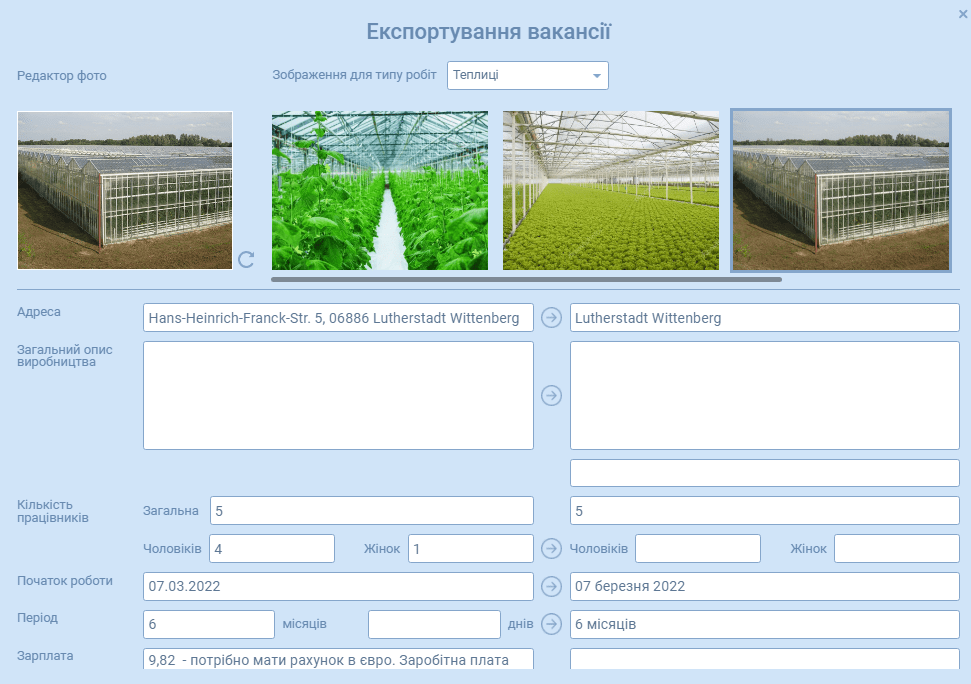 ×
Експортування вакансії
Редактор фото
Зображення для типу робіт Теплиці
Адреса Hans-Heinrich-Franck-Str. 5, 06886 Lutherstadt Wittenberg Lutherstadt Wittenberg
Загальний опис
виробництва
Кількість
працівників
Загальна 5 5
Чоловіків 4 Жінок 1 Чоловіків Жінок
Початок роботи 07.03.2022 07 березня 2022
Період 6 місяців днів 6 місяців
Зарплата 9,82 - потрібно мати рахунок в євро. Заробітна плата